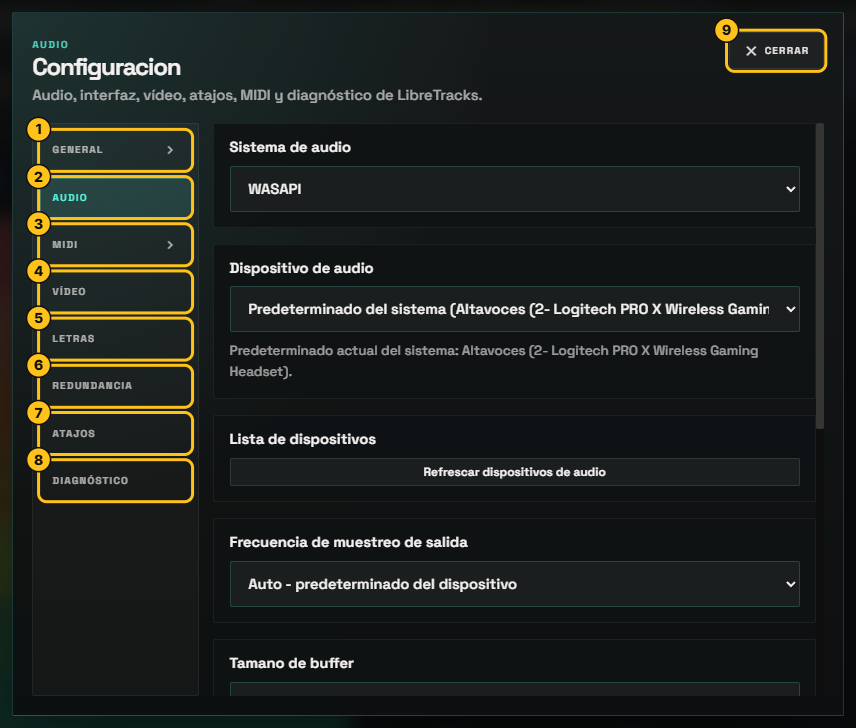 AUDIO
Configuracion
Audio, interfaz, vídeo, atajos, MIDI y diagnóstico de LibreTracks.
9
CERRAR
1
GENERAL
2
AUDIO
3
MIDI
4
VÍDEO
5
LETRAS
6
REDUNDANCIA
7
ATAJOS
8
DIAGNÓSTICO
Sistema de audio
WASAPI
Dispositivo de audio
Predeterminado del sistema (Altavoces (2- Logitech PRO X Wireless Gamin
Predeterminado actual del sistema: Altavoces (2- Logitech PRO X Wireless Gaming
Headset).
Lista de dispositivos
Refrescar dispositivos de audio
Frecuencia de muestreo de salida
Auto - predeterminado del dispositivo
Tamano de buffer